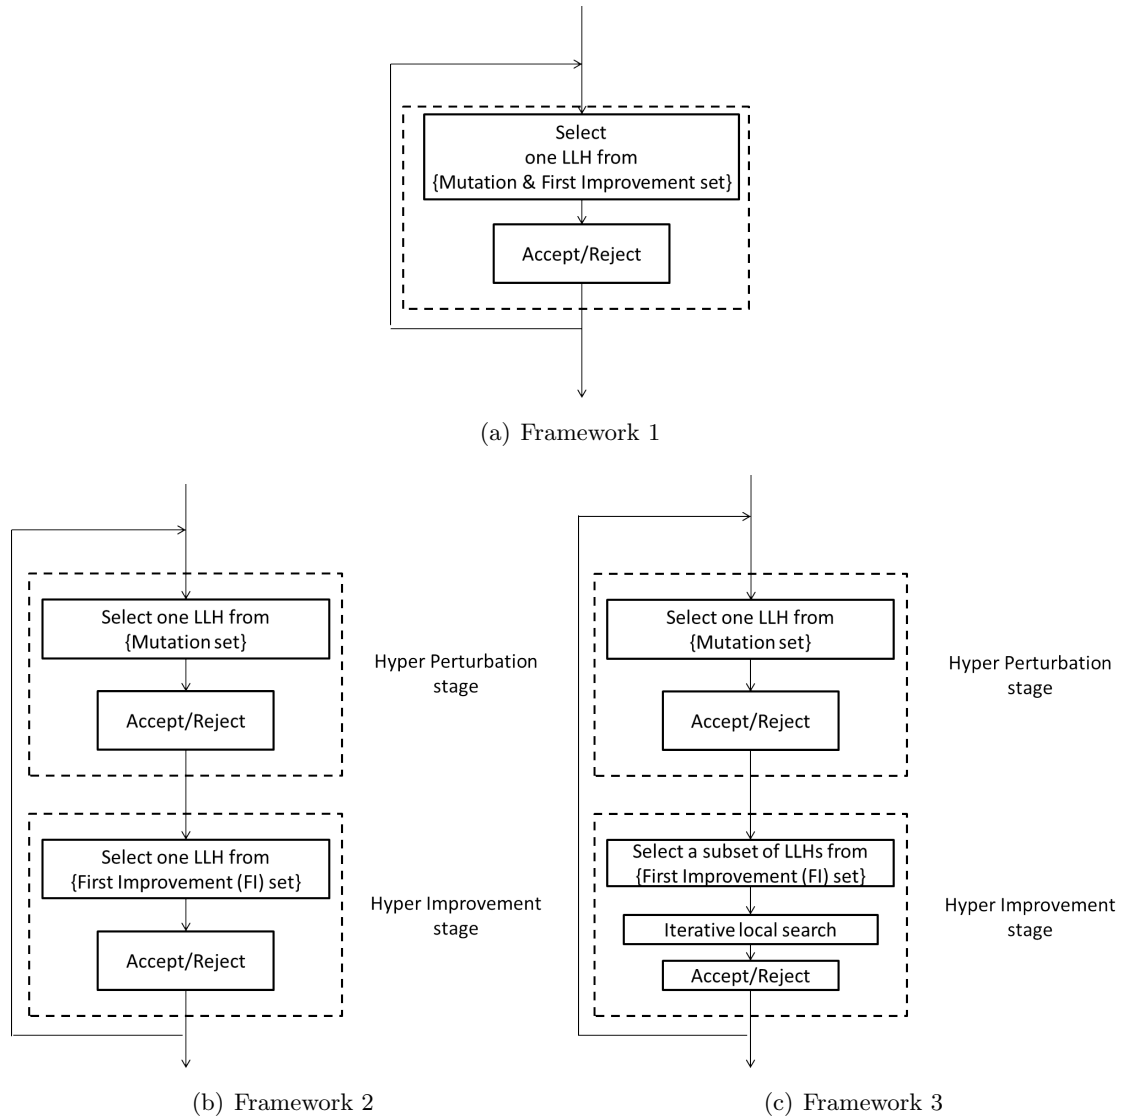 Select
one LLH from
{Mutation & First Improvement set}
Accept/Reject
(a) Framework 1
Select one LLH from
{Mutation set}
Accept/Reject
Hyper Perturbation
stage
Select one LLH from
{First Improvement (FI) set}
Accept/Reject
Hyper Improvement
stage
(b) Framework 2
Select one LLH from
{Mutation set}
Accept/Reject
Hyper Perturbation
stage
Select a subset of LLHs from
{First Improvement (FI) set}
Iterative local search
Accept/Reject
Hyper Improvement
stage
(c) Framework 3